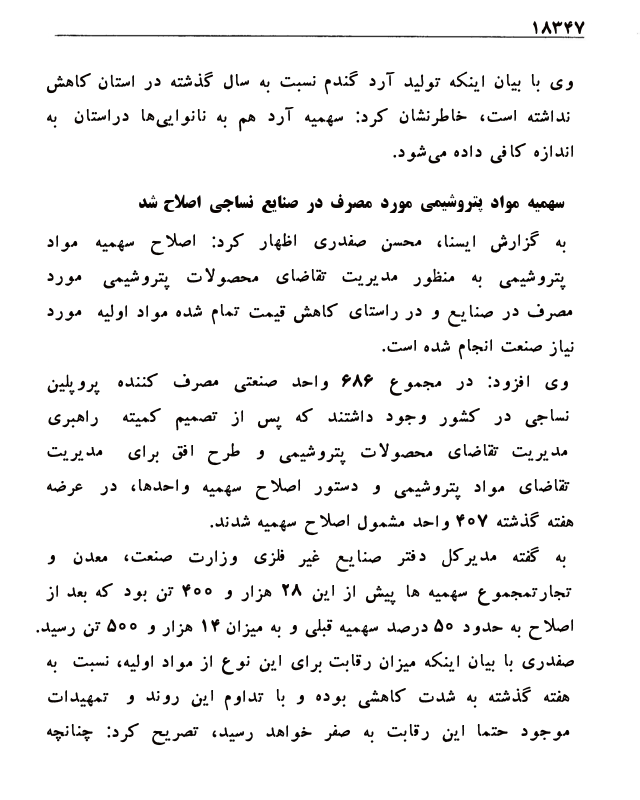 ۱۸۳۴۷
وی با بیان اینکه تولید آرد گندم نسبت به سال گذشته در استان کاهش
نداشته است، خاطرنشان کرد: سهمیه آرد هم به نانوایی‌ها دراستان به
اندازه کافی داده می‌شود.
سهمیه مواد پتروشیمی مورد مصرف در صنایع نساجی اصلاح شد
به گزارش ایسنا، محسن صفدری اظهار کرد: اصلاح سهمیه مواد
پتروشیمی به منظور مدیریت تقاضای محصولات پتروشیمی مورد
مصرف در صنایع و در راستای کاهش قیمت تمام شده مواد اولیه مورد
نیاز صنعت انجام شده است.
وی افزود: در مجموع ۶۸۶ واحد صنعتی مصرف کننده پروپلین
نساجی در کشور وجود داشتند که پس از تصمیم کمیته راهبری
مدیریت تقاضای محصولات پتروشیمی و طرح افق برای مدیریت
تقاضای مواد پتروشیمی و دستور اصلاح سهمیه واحدها، در عرضه
هفته گذشته ۴۰۷ واحد مشمول اصلاح سهمیه شدند.
به گفته مدیرکل دفتر صنایع غیر فلزی وزارت صنعت، معدن و
تجارتمجموع سهمیه ها پیش از این ۲۸ هزار و ۴۰۰ تن بود که بعد از
اصلاح به حدود ۵۰ درصد سهمیه قبلی و به میزان ۱۴ هزار و ۵۰۰ تن رسید.
صفدری با بیان اینکه میزان رقابت برای این نوع از مواد اولیه، نسبت به
هفته گذشته به شدت کاهشی بوده و با تداوم این روند و تمهیدات
موجود حتما این رقابت به صفر خواهد رسید، تصریح کرد: چنانچه